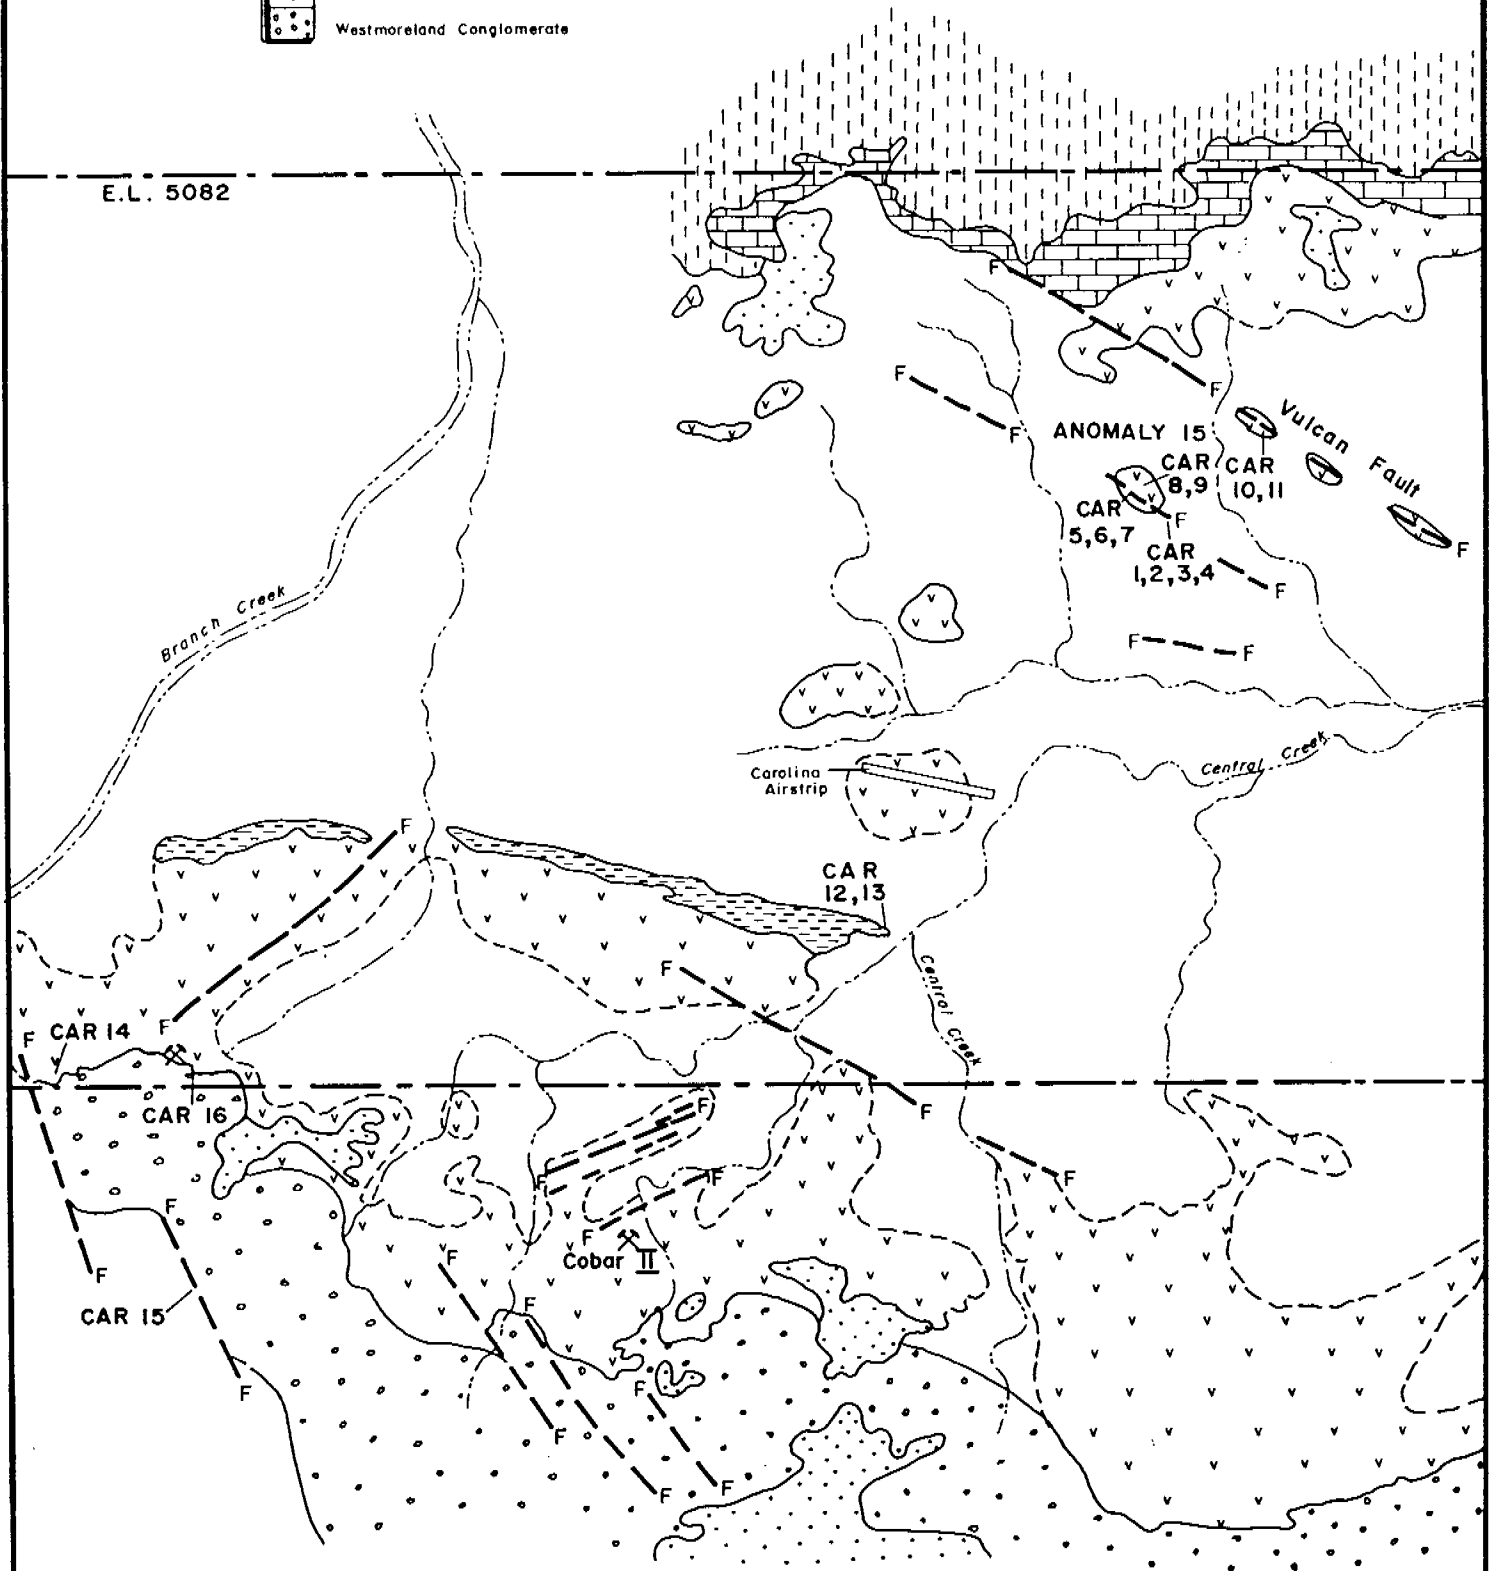 Westmoreland Conglomerate
E.L. 5082
F
F
F
F
F
ANOMALY 15
Vulcan Fault
CAR
8,9
CAR
10,11
CAR
5,6,7
F
F
CAR
1,2,3,4
F
Branch Creek
F
F
Central Creek
Carolina
Airstrip
F
CAR
12,13
F
Central Creek
F
F
CAR 14
CAR 16
F
F
F
F
F
F
F
Cobar II
F
F
F
CAR 15
F
F
F
F
F
F